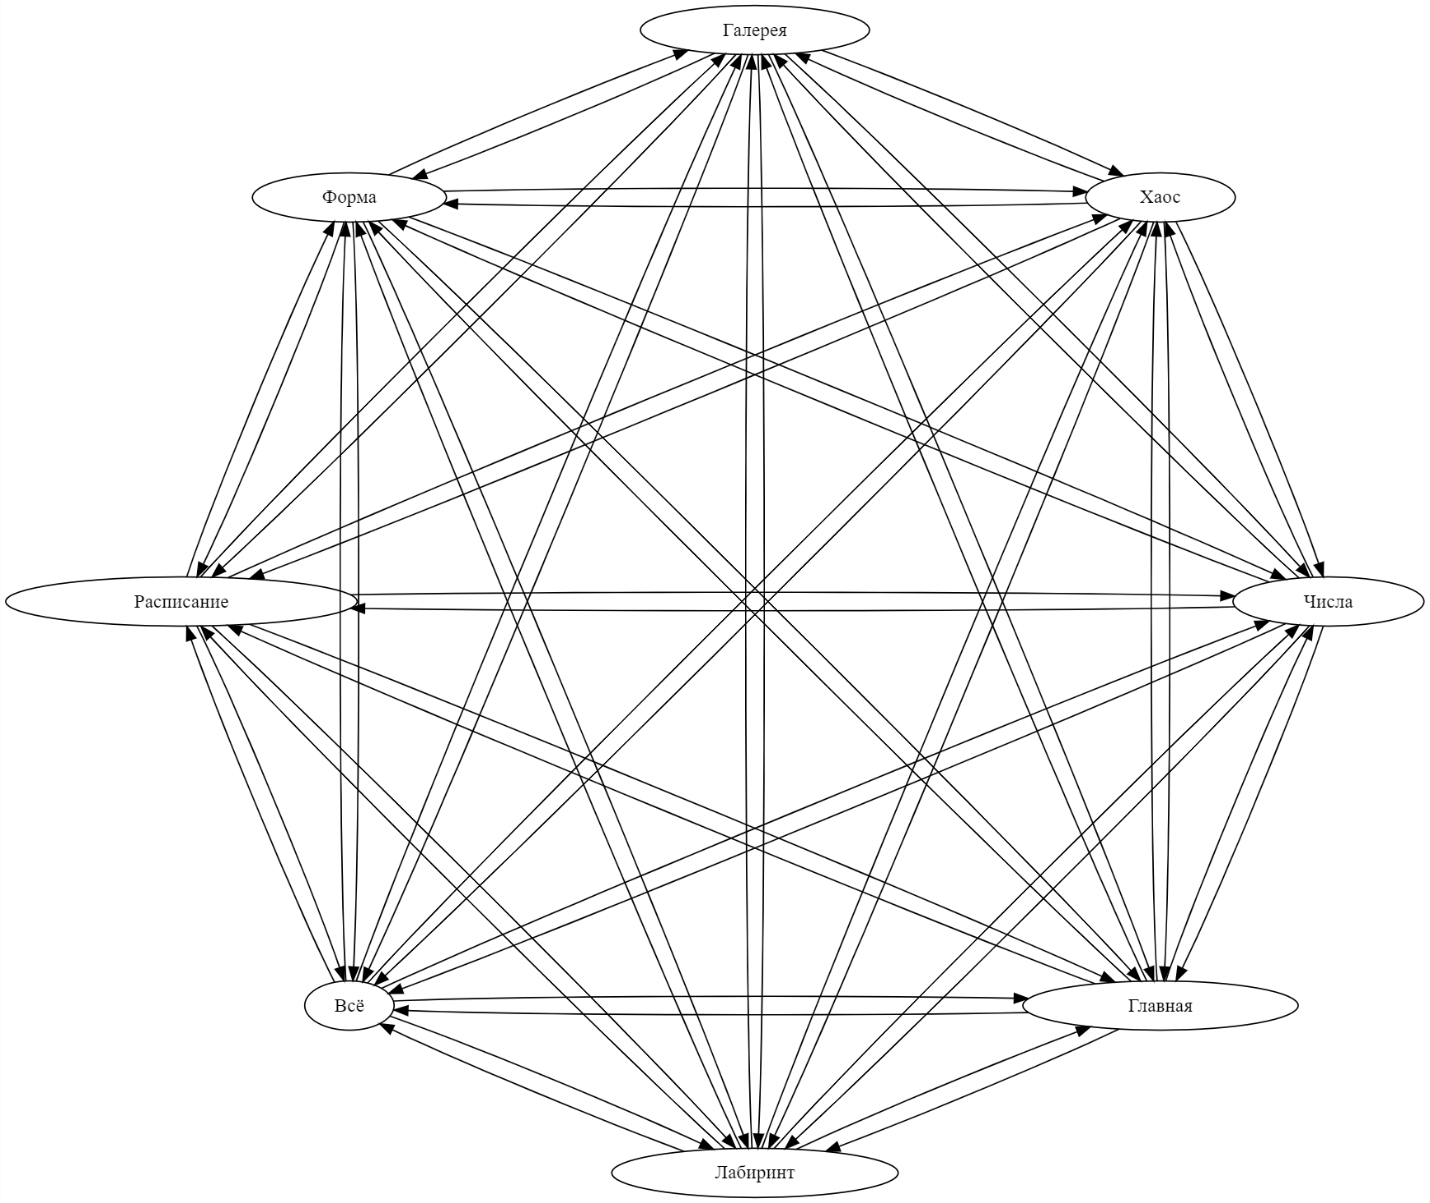 Галерея
Форма
Хаос
Расписание
Числа
Всё
Главная
Лабиринт